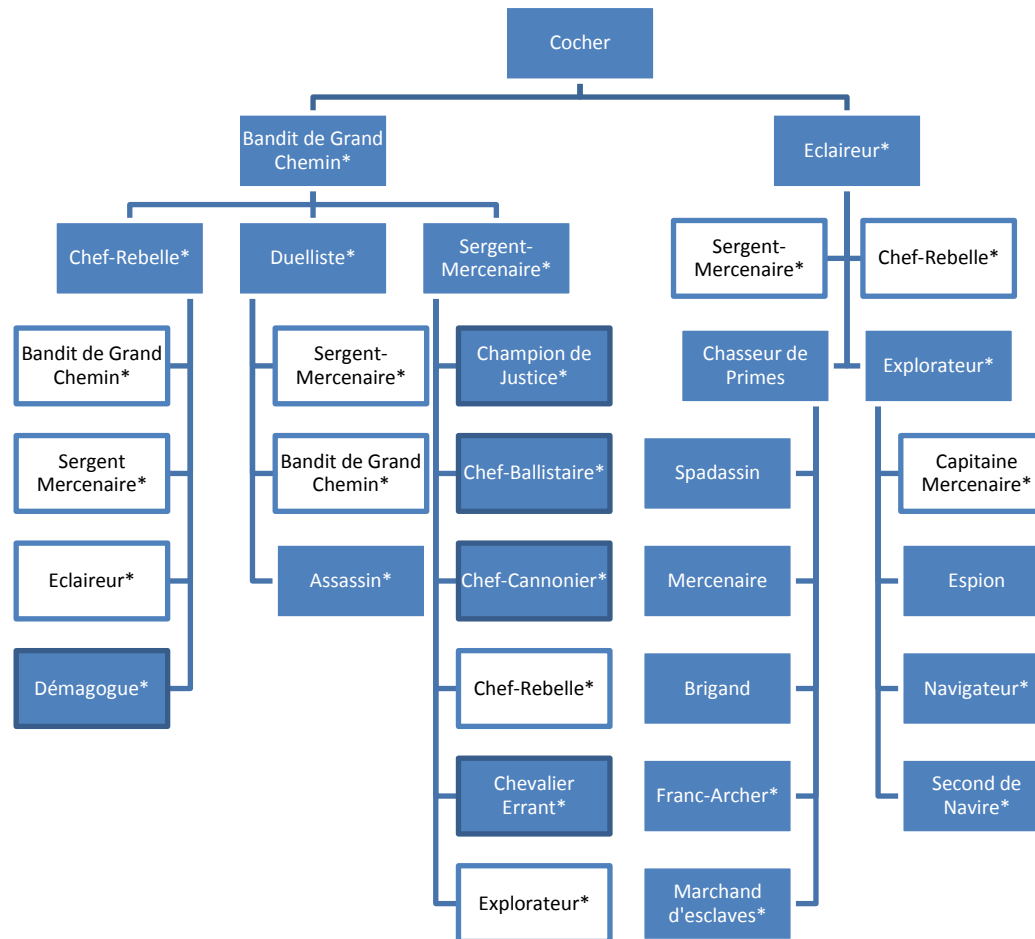 Cocher
Bandit de Grand
Chemin*
Eclaireur*
Chef-Rebelle*
Duelliste*
Sergent-
Mercenaire*
Sergent-
Mercenaire*
Chef-Rebelle*
Bandit de Grand
Chemin*
Sergent
Mercenaire*
Eclaireur*
Démagogue*
Sergent-
Mercenaire*
Bandit de Grand
Chemin*
Assassin*
Champion de
Justice*
Chef-Ballistaire*
Chef-Cannonier*
Chef-Rebelle*
Chevalier
Errant*
Explorateur*
Chasseur de
Primes
Explorateur*
Spadassin
Mercenaire
Brigand
Franc-Archer*
Marchand
d'esclaves*
Capitaine
Mercenaire*
Espion
Navigateur*
Second de
Navire*